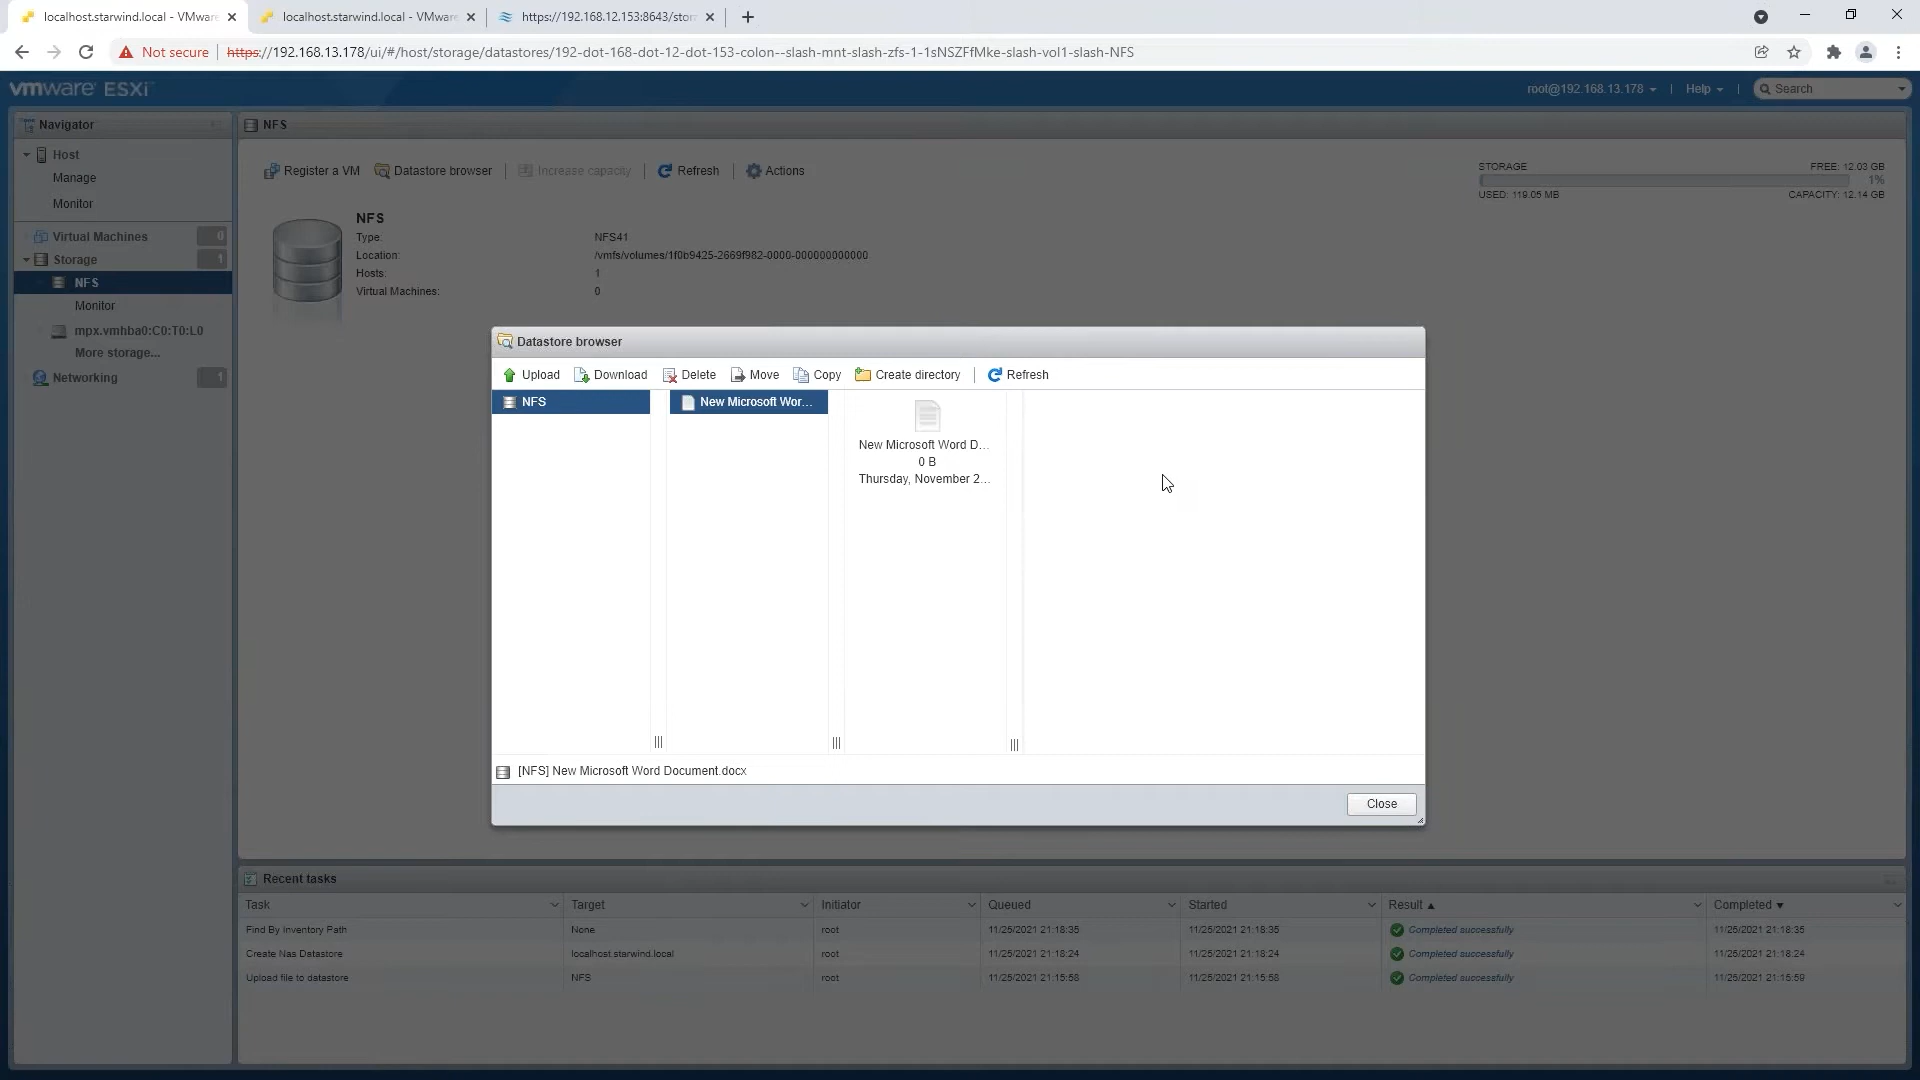 localhost.starwind.local - VMware
localhost.starwind.local - VMware
https://192.168.12.153:8643/stor
Not secure
https://192.168.13.178/ui/#/host/storage/datastores/192-dot-168-dot-12-dot-153-colon--slash-mnt-slash-zfs-1-1sNSZFfMke-slash-vol1-slash-NFS
vmware ESXi
root@192.168.13.178
Help
Search
Navigator
Host
Manage
Monitor
Virtual Machines 0
Storage 1
NFS
Monitor
mpx.vmhba0:C0:T0:L0
More storage...
Networking 1
NFS
Register a VM
Datastore browser
Increase capacity
Refresh
Actions
STORAGE
FREE: 12.03 GB
1%
USED: 119.05 MB
CAPACITY: 12.14 GB
NFS
Type: NFS41
Location: /vmfs/volumes/1f0b9425-2669f982-0000-000000000000
Hosts: 1
Virtual Machines: 0
Datastore browser
Upload
Download
Delete
Move
Copy
Create directory
Refresh
NFS
New Microsoft Wor...
New Microsoft Word D...
0 B
Thursday, November 2...
[NFS] New Microsoft Word Document.docx
Close
Recent tasks
Task Target Initiator Queued Started Result Completed
Find By Inventory Path None root 11/25/2021 21:18:35 11/25/2021 21:18:35 Completed successfully 11/25/2021 21:18:35
Create Nas Datastore localhost.starwind.local root 11/25/2021 21:18:24 11/25/2021 21:18:24 Completed successfully 11/25/2021 21:18:24
Upload file to datastore NFS root 11/25/2021 21:15:58 11/25/2021 21:15:58 Completed successfully 11/25/2021 21:15:59